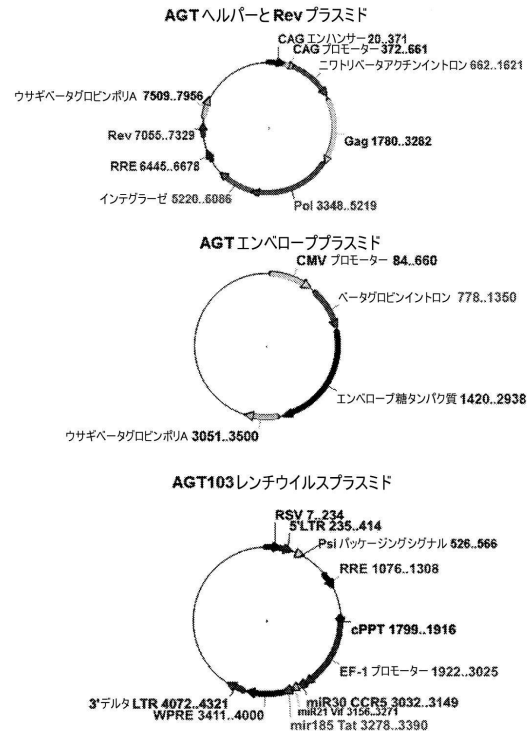 AGTヘルパーとRevプラスミド
CAG エンハンサー 20..371
CAG プロモーター 372..661
ニワトリベータアクチンイントロン 662..1621
ウサギベータグロビンポリA 7509..7956
Rev 7055..7329
Gag 1780..3282
RRE 6445..6678
インテグラーゼ 5220..6086
Pol 3348..5219
AGTエンベローププラスミド
CMV プロモーター 84..660
ベータグロビンイントロン 778..1350
エンベロープ糖タンパク質 1420..2938
ウサギベータグロビンポリA 3051..3500
AGT103レンチウイルスプラスミド
RSV 7..234
5'LTR 235..414
Psi パッケージングシグナル 526..566
RRE 1076..1308
cPPT 1799..1916
EF-1 プロモーター 1922..3025
3'デルタ LTR 4072..4321
miR30 CCR5 3032..3149
miR21 Vif 3156..3271
WPRE 3411..4000
mir185 Tat 3278..3390